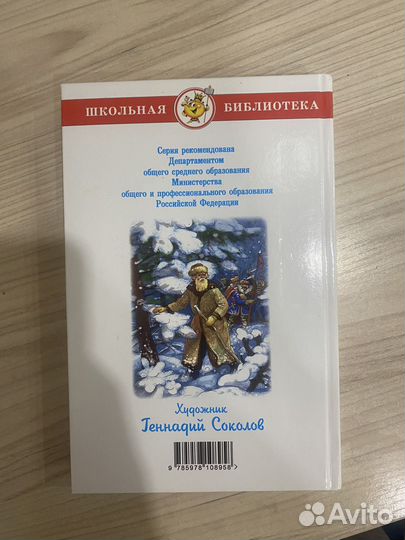 ШКОЛЬНАЯ БИБЛИОТЕКА
Серия рекомендована
Департаментом
общего среднего образования
Министерства
общего и профессионального образования
Российской Федерации
Художник
Геннадий Соколов
9 785978 108958 >
Avito